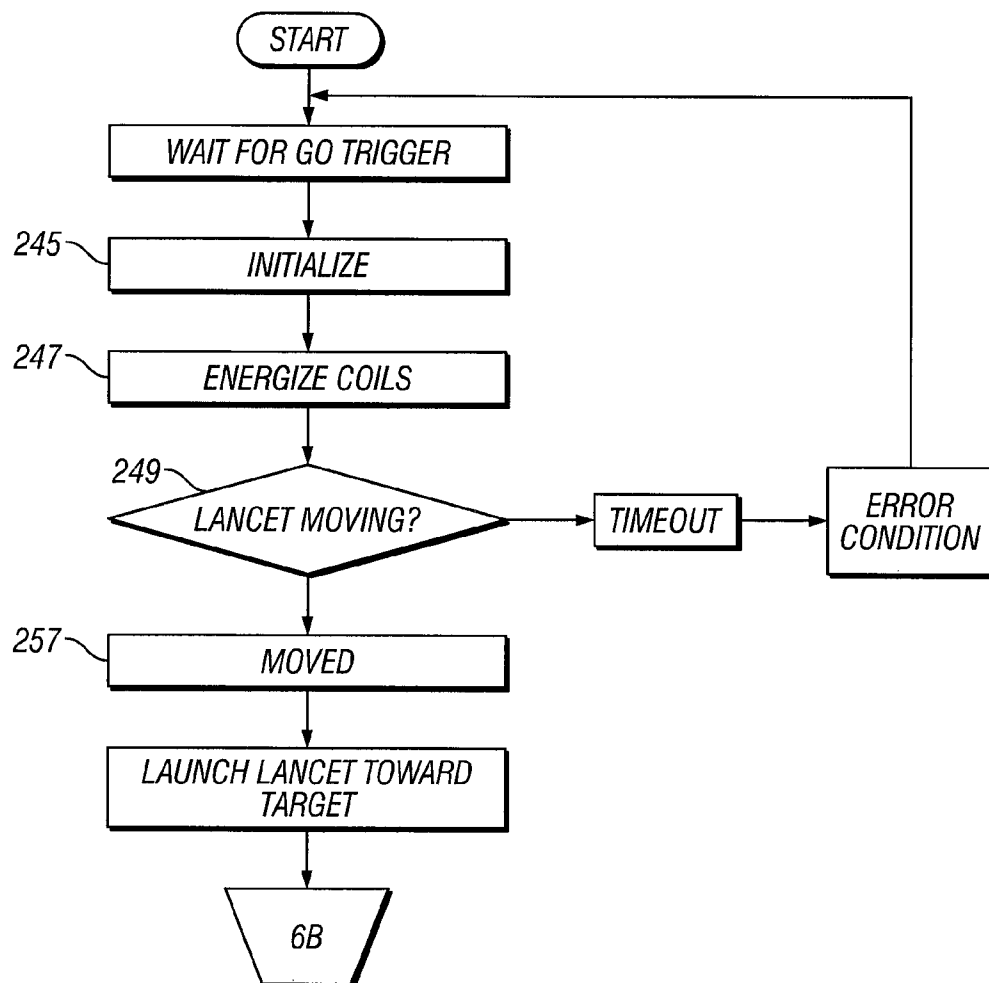 START
WAIT FOR GO TRIGGER
245
INITIALIZE
247
ENERGIZE COILS
249
LANCET MOVING?
TIMEOUT
ERROR
CONDITION
257
MOVED
LAUNCH LANCET TOWARD
TARGET
6B